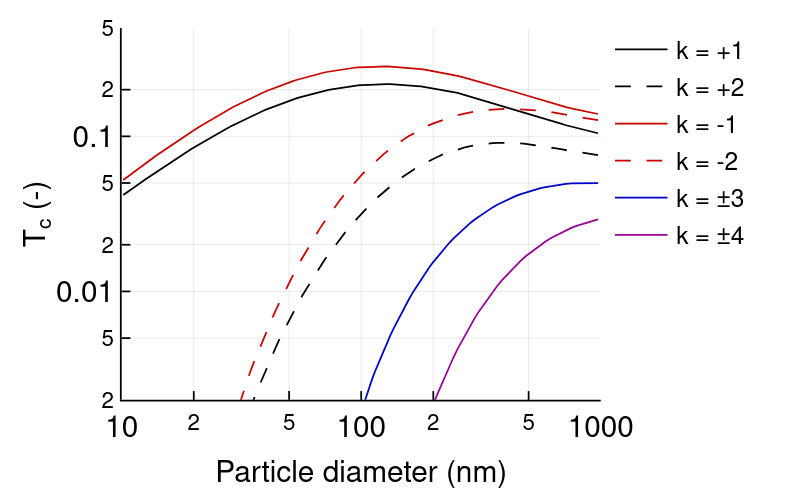 5
2
0.1
5
2
0.01
5
2
10
2
5
100
2
5
1000
T_c (-)
Particle diameter (nm)
k = +1
k = +2
k = -1
k = -2
k = ±3
k = ±4